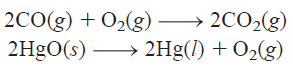 2CO(g) + O₂(g) ⟶ 2CO₂(g)
2HgO(s) ⟶ 2Hg(l) + O₂(g)